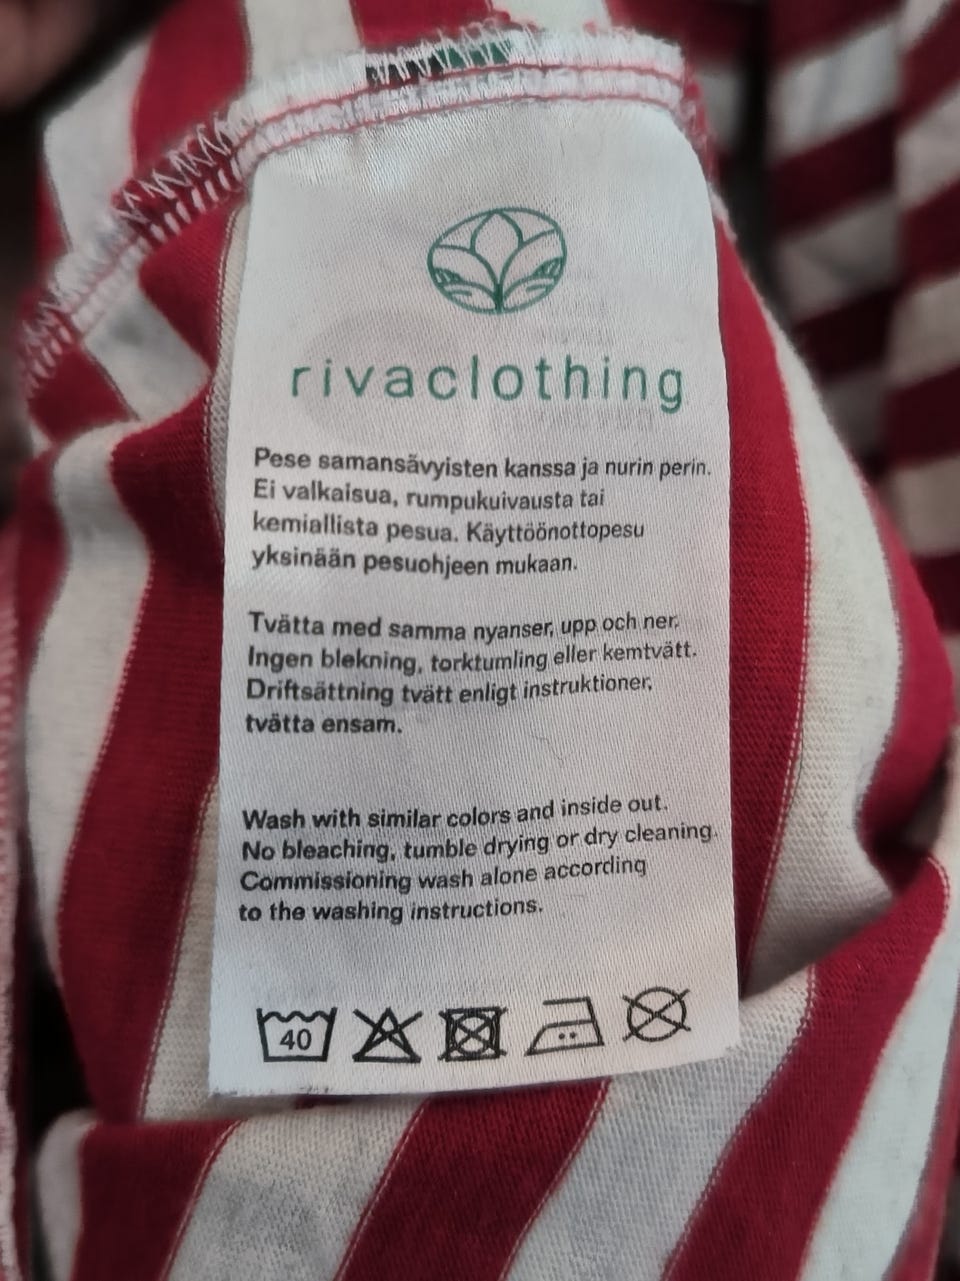 rivaclothing
Pese samansävyisten kanssa ja nurin perin.
Ei valkaisua, rumpukuivausta tai
kemiallista pesua. Käyttöönottopesu
yksinään pesuohjeen mukaan.
Tvätta med samma nyanser, upp och ner.
Ingen blekning, torktumling eller kemtvätt.
Driftsättning tvätt enligt instruktioner,
tvätta ensam.
Wash with similar colors and inside out.
No bleaching, tumble drying or dry cleaning.
Commissioning wash alone according
to the washing instructions.
40